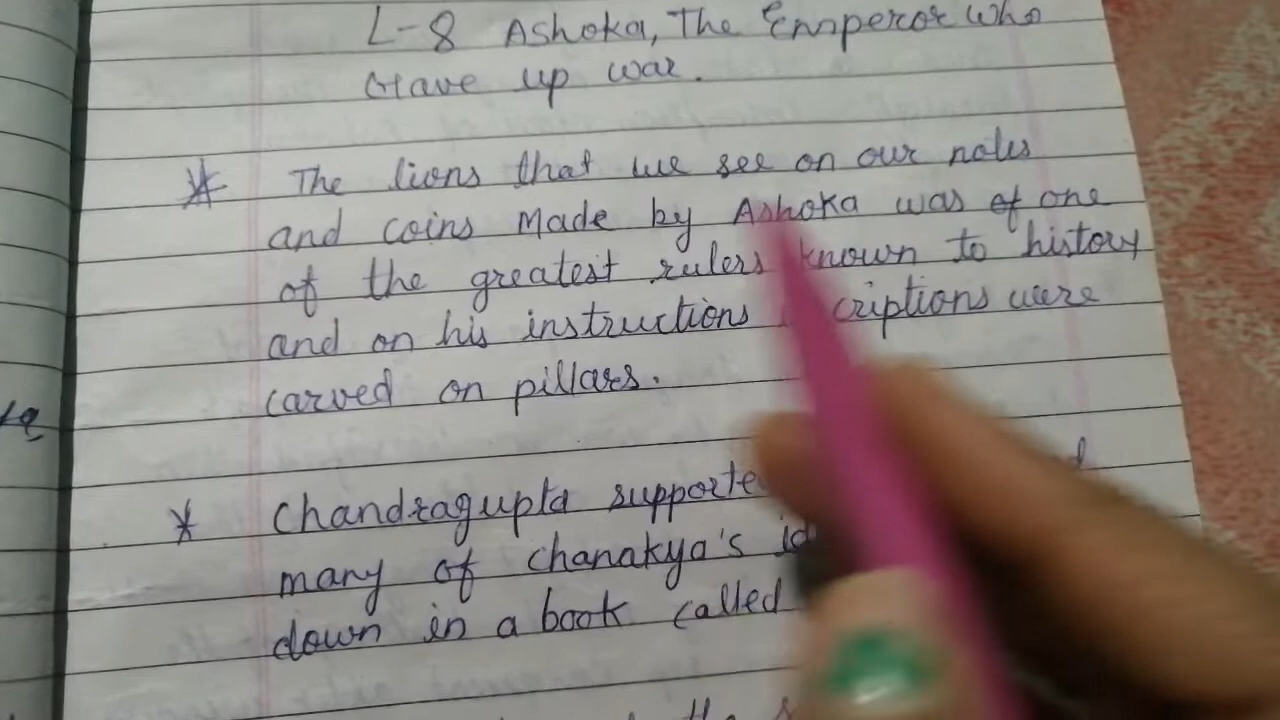 L-8 Ashoka, The Emperor Who
Gave up war.
* The lions that we see on our notes
and coins Made by Ashoka was of one
of the greatest rulers known to history
and on his instructions were
carved on pillars.
* Chandragupta
many of chanakya's
down in a book called
the